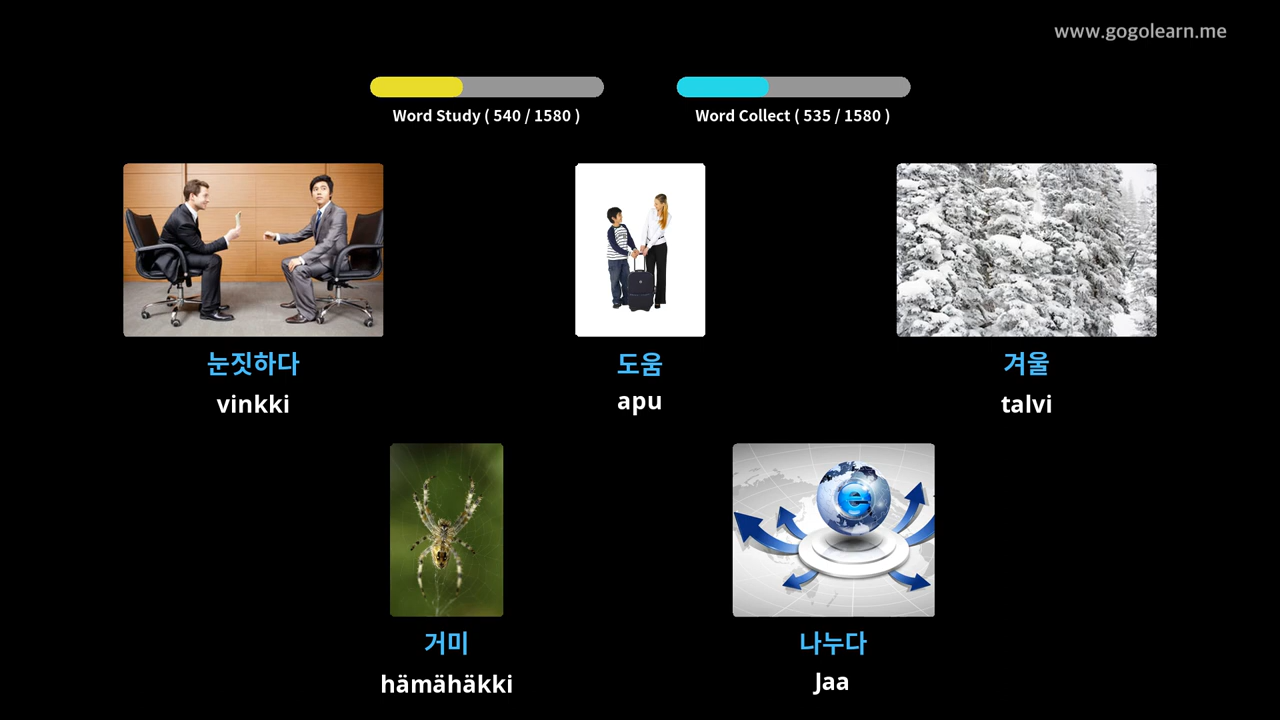 www.gogolearn.me
Word Study ( 540 / 1580 )
Word Collect ( 535 / 1580 )
눈짓하다
vinkki
도움
apu
겨울
talvi
거미
hämähäkki
나누다
Jaa